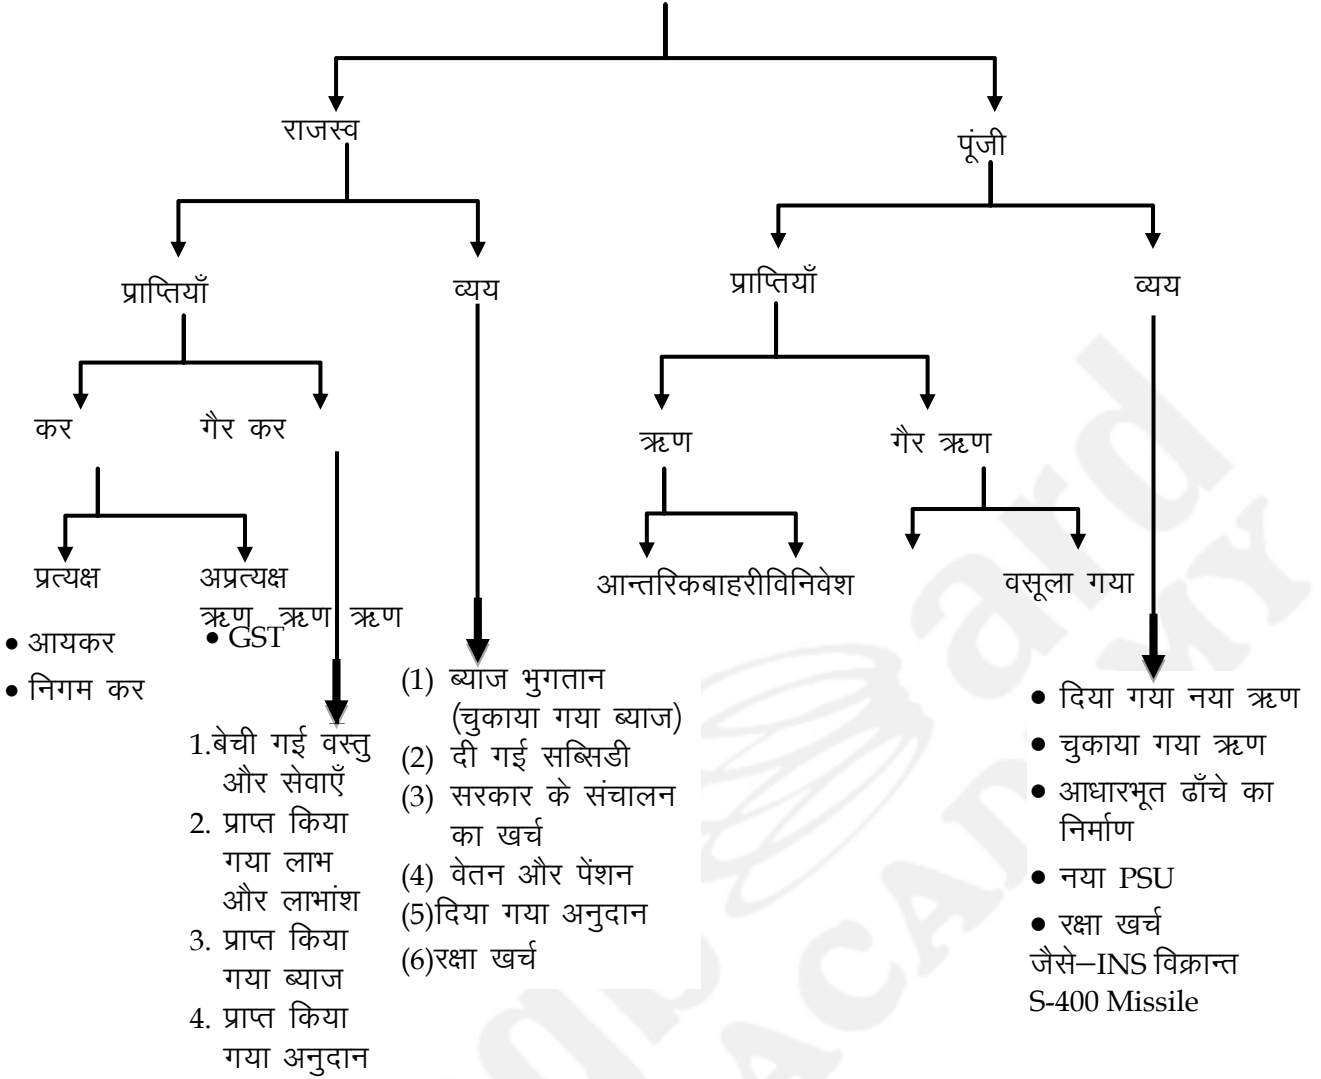 राजस्व
पूंजी
प्राप्तियाँ
व्यय
प्राप्तियाँ
व्यय
कर
गैर कर
ऋण
गैर ऋण
प्रत्यक्ष
अप्रत्यक्ष
आन्तरिकबाहरीविनिवेश
वसूला गया
ऋण ऋण ऋण
• आयकर
• निगम कर
• GST
1.बेची गई वस्तु
और सेवाएँ
2. प्राप्त किया
गया लाभ
और लाभांश
3. प्राप्त किया
गया ब्याज
4. प्राप्त किया
गया अनुदान
(1) ब्याज भुगतान
(चुकाया गया ब्याज)
(2) दी गई सब्सिडी
(3) सरकार के संचालन
का खर्च
(4) वेतन और पेंशन
(5)दिया गया अनुदान
(6)रक्षा खर्च
• दिया गया नया ऋण
• चुकाया गया ऋण
• आधारभूत ढाँचे का
निर्माण
• नया PSU
• रक्षा खर्च
जैसे–INS विक्रान्त
S-400 Missile